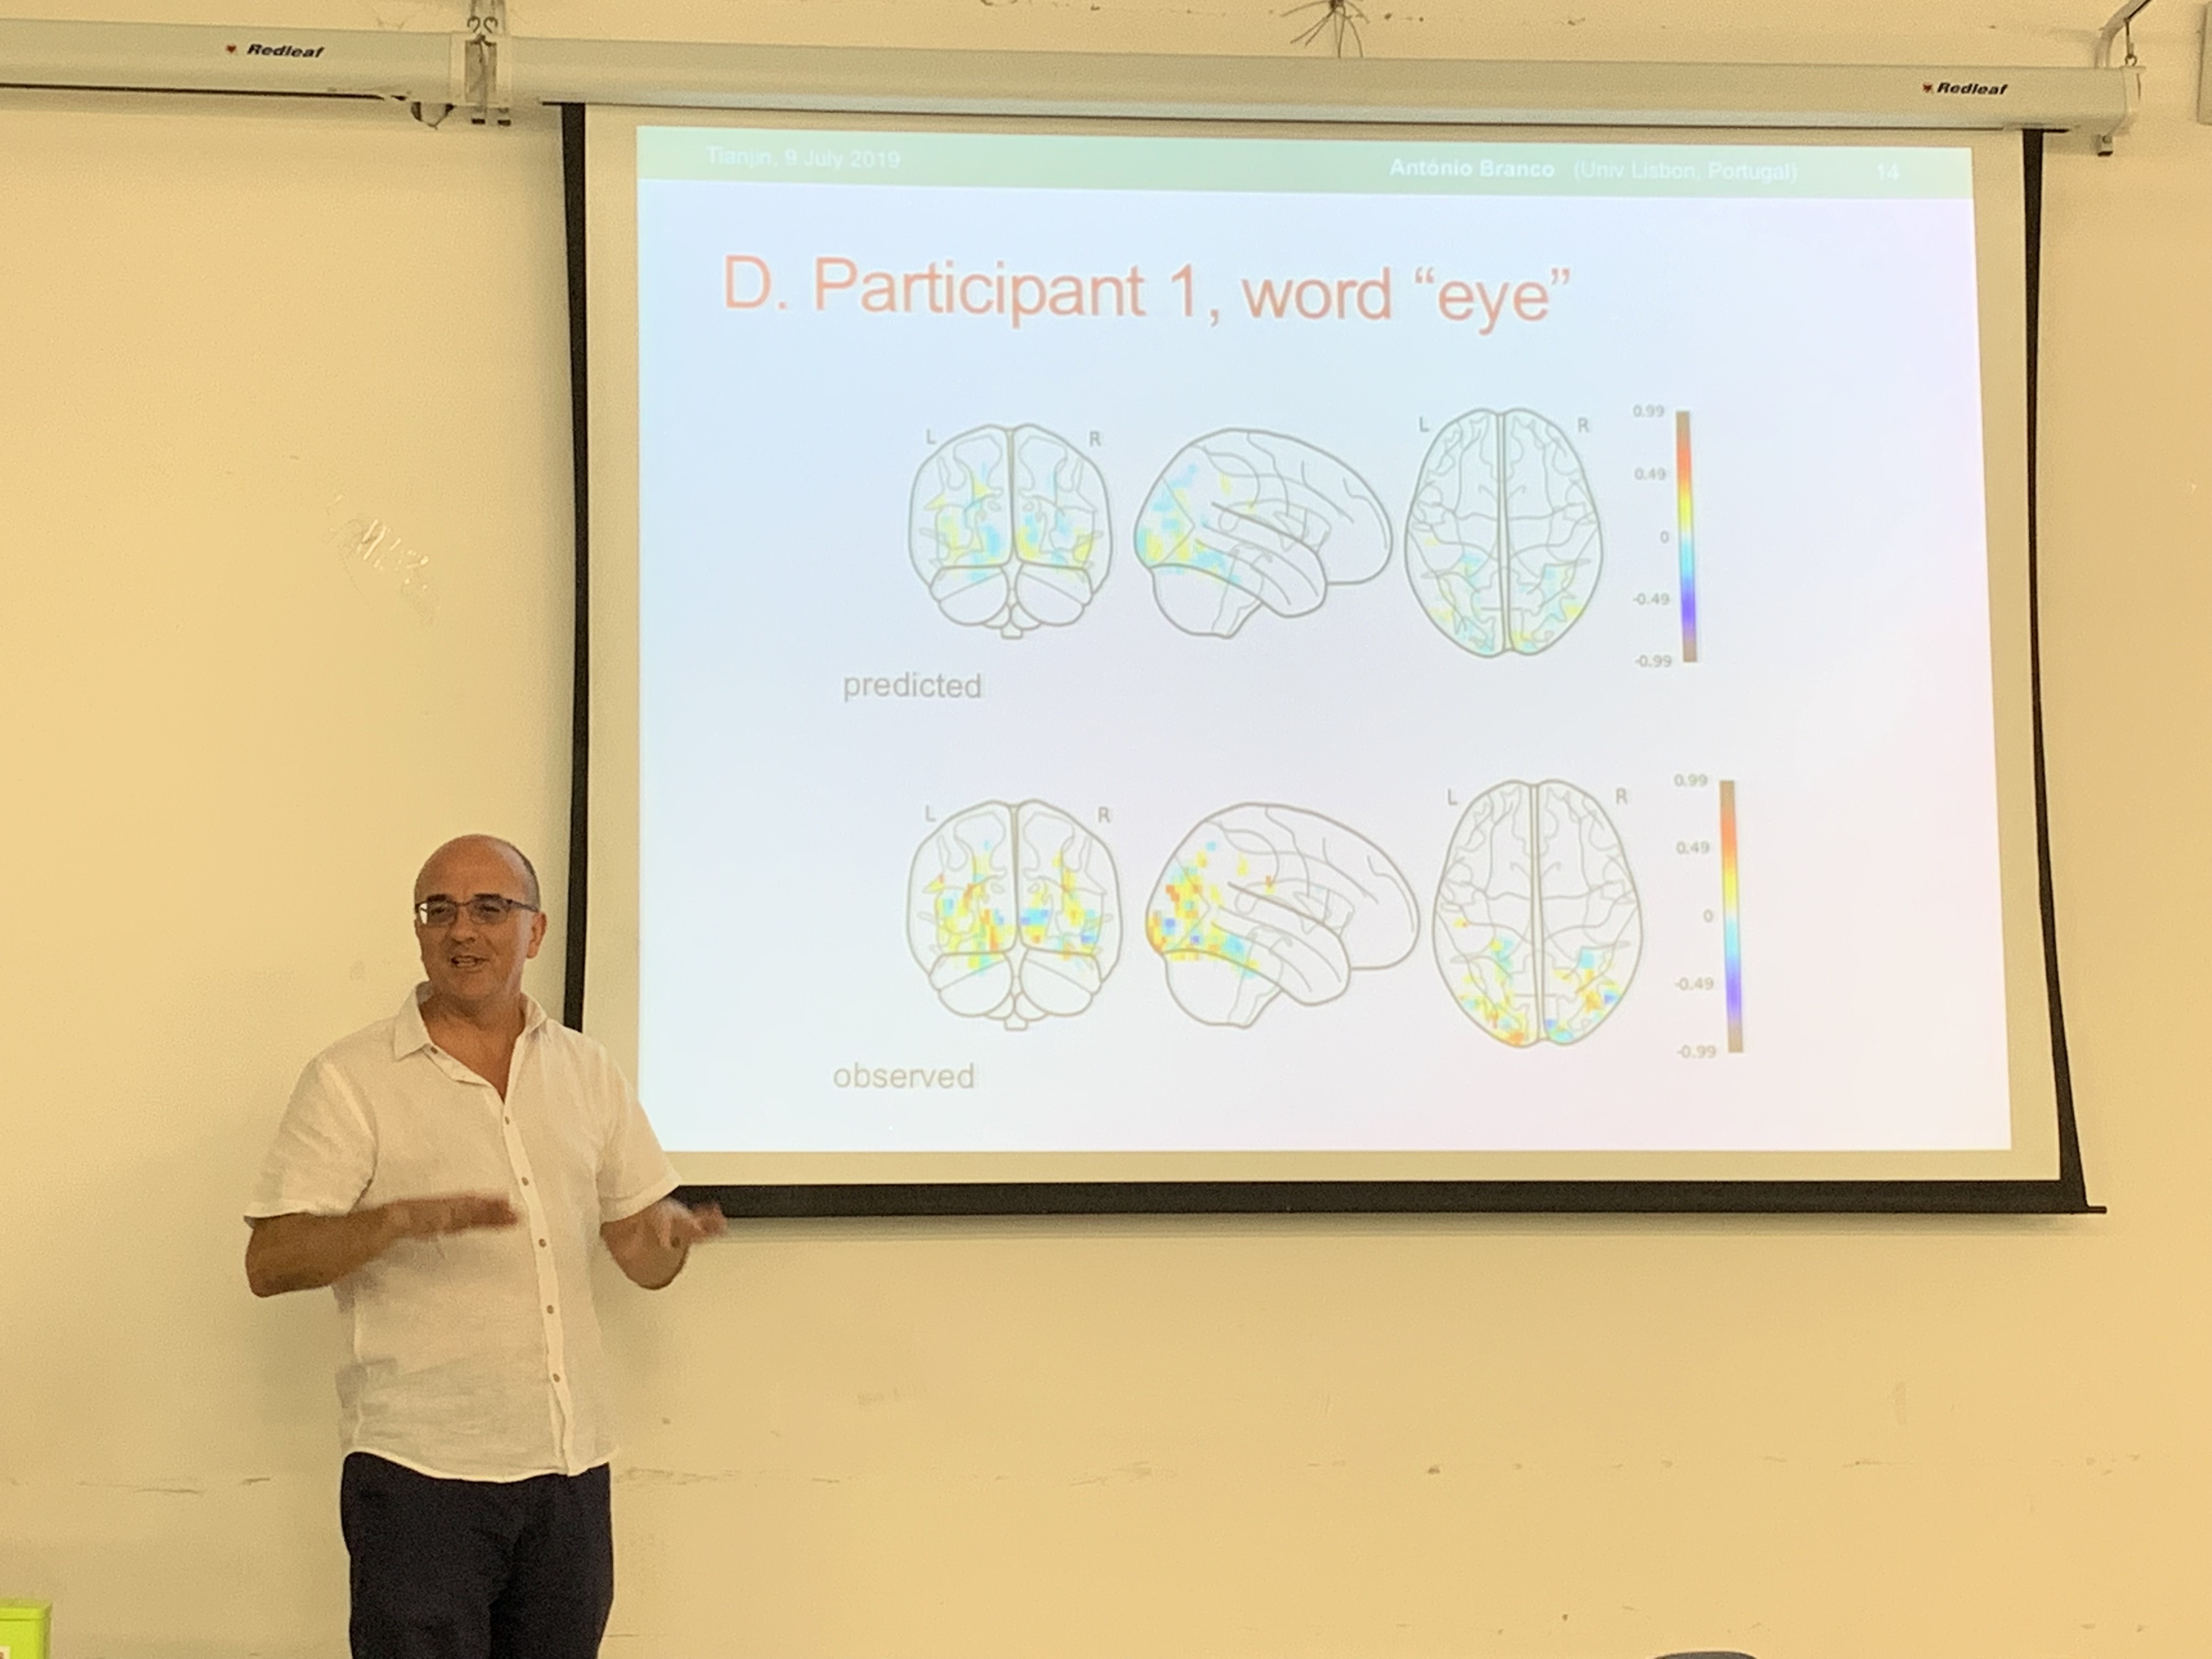 Redleaf
Redleaf
Tianjin, 9 July 2019
António Branco (Univ Lisbon, Portugal) 14
D. Participant 1, word “eye”
L R L R
0.99
0.49
0
-0.49
-0.99
predicted
L R L R
0.99
0.49
0
-0.49
-0.99
observed